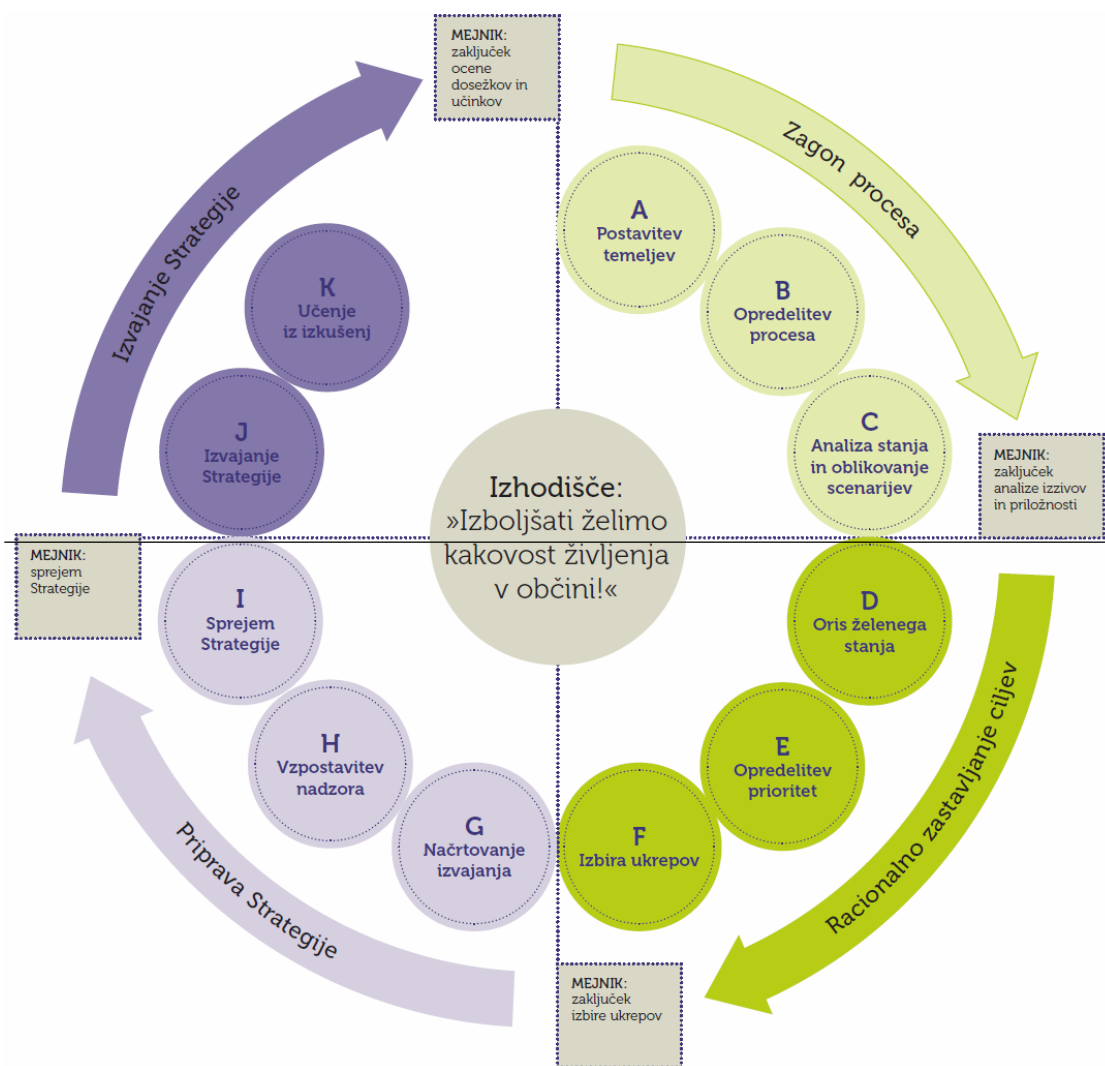 MEJNIK:
zaključek
ocene
dosežkov in
učinkov
Zagon procesa
A
Postavitev
temeljev
B
Opredelitev
procesa
C
Analiza stanja
in oblikovanje
scenarijev
MEJNIK:
zaključek
analize izzivov
in priložnosti
Izhodišče:
»Izboljšati želimo
kakovost življenja
v občini!«
D
Oris želenega
stanja
E
Opredelitev
prioritet
F
Izbira ukrepov
Racionalno zastavljanje ciljev
MEJNIK:
zaključek
izbire ukrepov
G
Načrtovanje
izvajanja
H
Vzpostavitev
nadzora
I
Sprejem
Strategije
Priprava Strategije
MEJNIK:
sprejem
Strategije
J
Izvajanje
Strategije
K
Učenje
iz izkušenj
Izvajanje Strategije